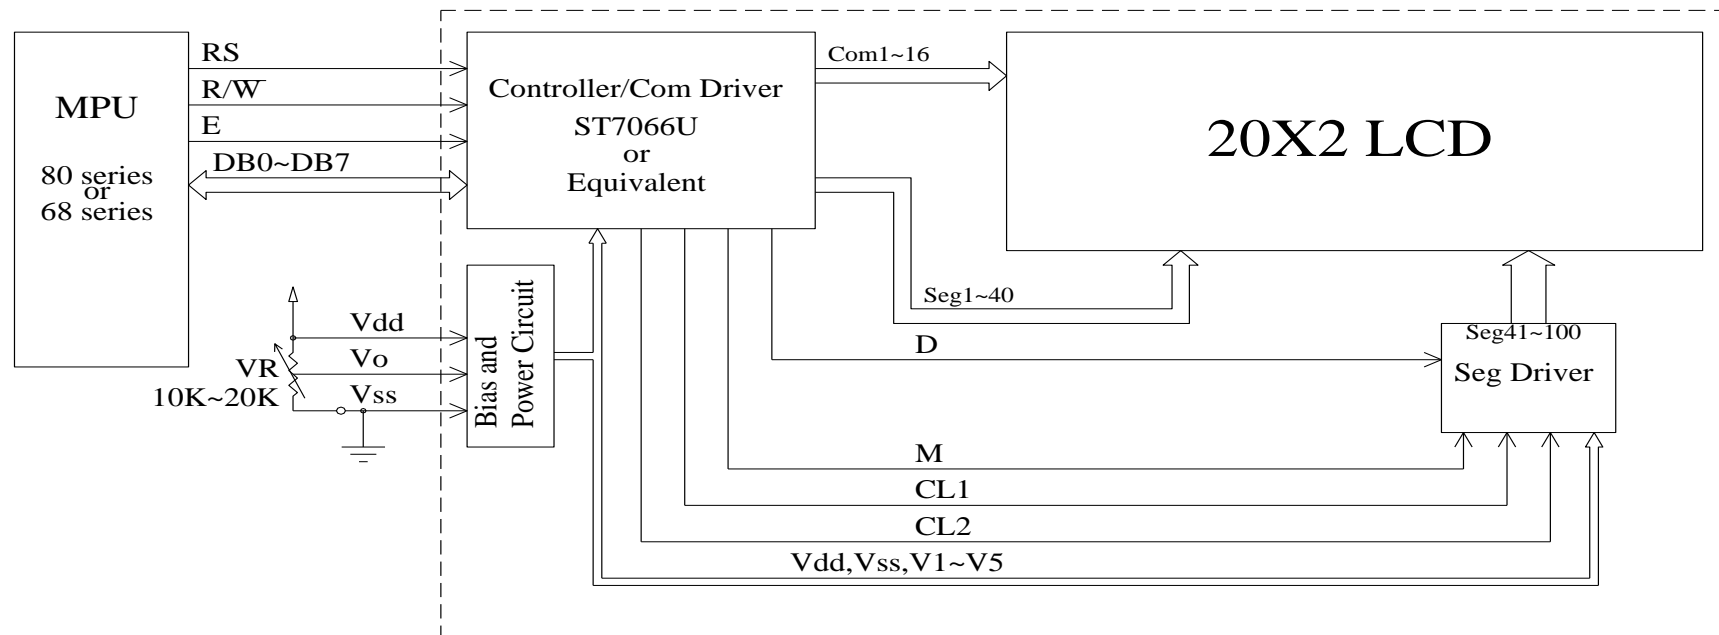 MPU
80 series
or
68 series
RS
R/W̅
E
DB0~DB7
Controller/Com Driver
ST7066U
or
Equivalent
Com1~16
20X2 LCD
Seg1~40
D
Seg41~100
Seg Driver
Vdd
Vo
Vss
VR
10K~20K
Bias and
Power Circuit
M
CL1
CL2
Vdd,Vss,V1~V5